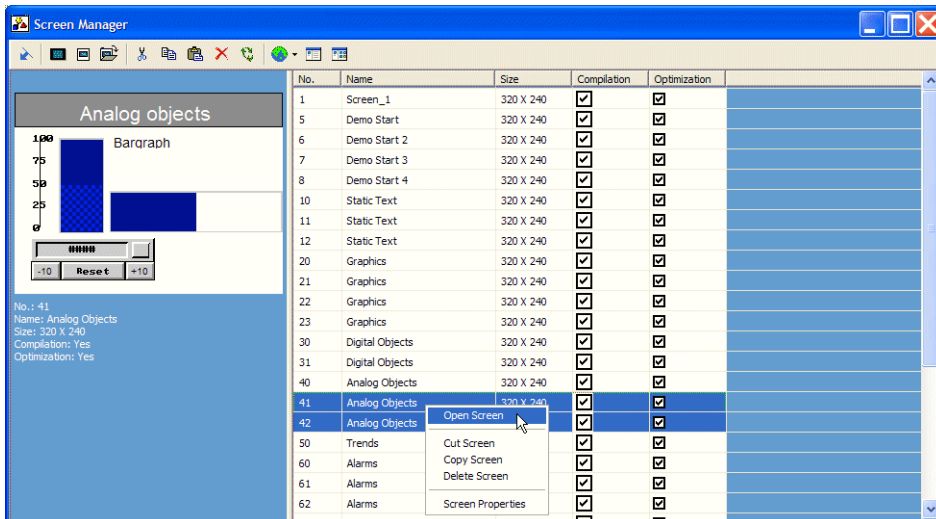 Screen Manager
No. Name Size Compilation Optimization
Analog objects
100
75
50
25
0
Bargraph
####
-10 Reset +10
No.: 41
Name: Analog Objects
Size: 320 X 240
Compilation: Yes
Optimization: Yes
1 Screen_1 320 X 240
5 Demo Start 320 X 240
6 Demo Start 2 320 X 240
7 Demo Start 3 320 X 240
8 Demo Start 4 320 X 240
10 Static Text 320 X 240
11 Static Text 320 X 240
12 Static Text 320 X 240
20 Graphics 320 X 240
21 Graphics 320 X 240
22 Graphics 320 X 240
23 Graphics 320 X 240
30 Digital Objects 320 X 240
31 Digital Objects 320 X 240
40 Analog Objects 320 X 240
41 Analog Objects 320 X 240
42 Analog Objects
50 Trends
60 Alarms
61 Alarms
62 Alarms
Open Screen
Cut Screen
Copy Screen
Delete Screen
Screen Properties